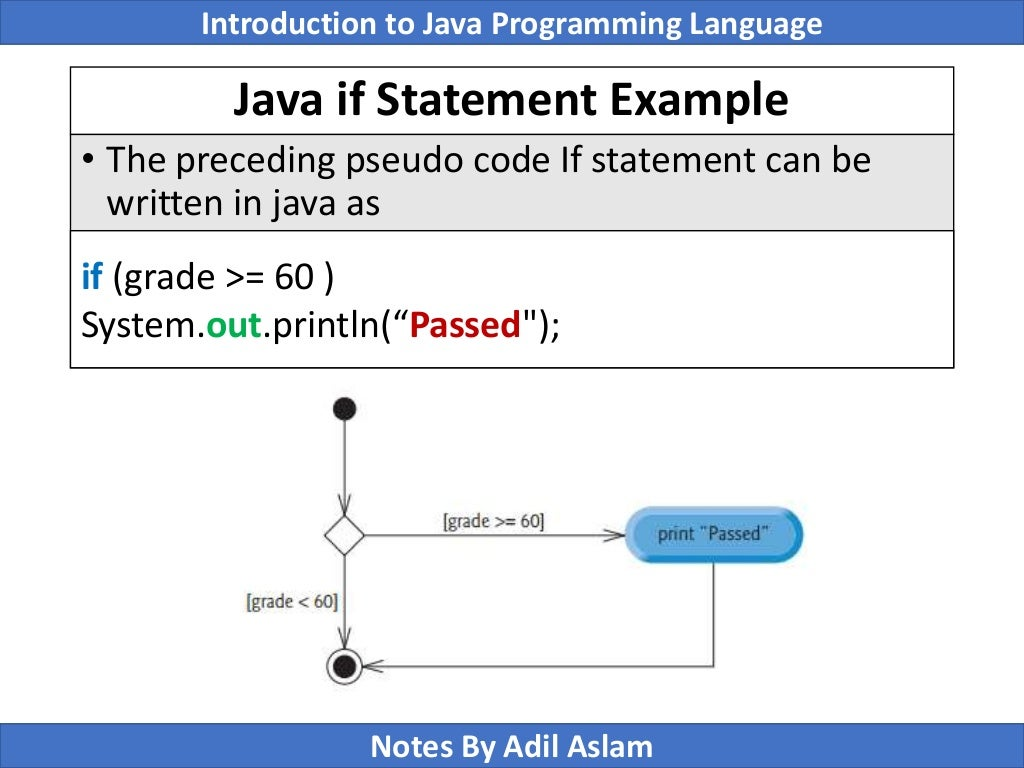 Introduction to Java Programming Language
Java if Statement Example
• The preceding pseudo code If statement can be
written in java as
if (grade >= 60 )
System.out.println(“Passed");
[grade >= 60]
print “Passed”
[grade < 60]
Notes By Adil Aslam